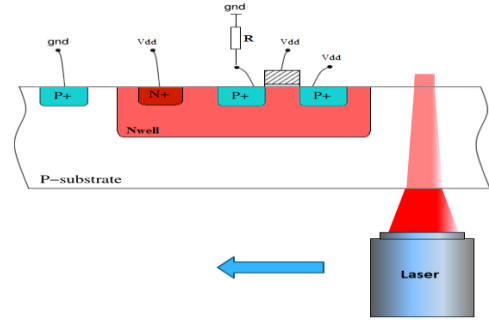 gnd
R
gnd
Vdd
Vdd
Vdd
P+
N+
P+
P+
Nwell
P-substrate
Laser